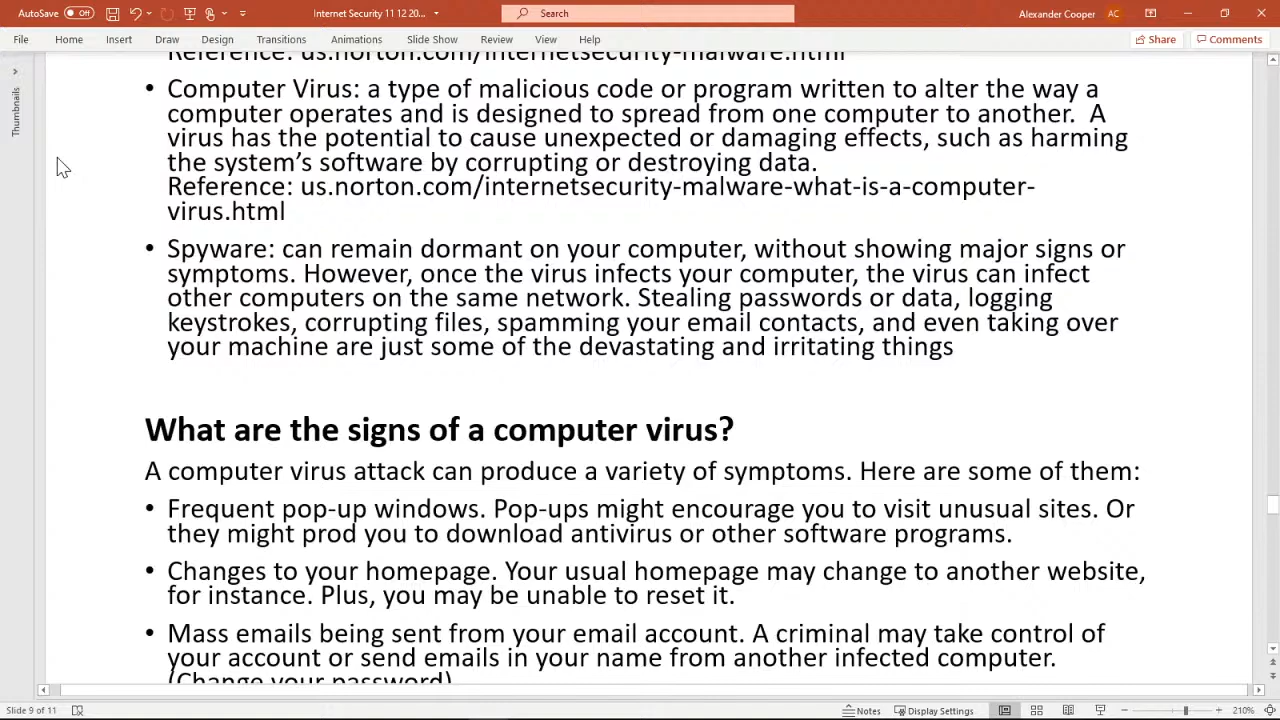 AutoSave Off Internet Security 11 12 20... Search Alexander Cooper AC
File Home Insert Draw Design Transitions Animations Slide Show Review View Help Share Comments
Thumbnails
Reference: us.norton.com/internetsecurity-malware.html
• Computer Virus: a type of malicious code or program written to alter the way a
computer operates and is designed to spread from one computer to another. A
virus has the potential to cause unexpected or damaging effects, such as harming
the system's software by corrupting or destroying data.
Reference: us.norton.com/internetsecurity-malware-what-is-a-computer-
virus.html
• Spyware: can remain dormant on your computer, without showing major signs or
symptoms. However, once the virus infects your computer, the virus can infect
other computers on the same network. Stealing passwords or data, logging
keystrokes, corrupting files, spamming your email contacts, and even taking over
your machine are just some of the devastating and irritating things
What are the signs of a computer virus?
A computer virus attack can produce a variety of symptoms. Here are some of them:
• Frequent pop-up windows. Pop-ups might encourage you to visit unusual sites. Or
they might prod you to download antivirus or other software programs.
• Changes to your homepage. Your usual homepage may change to another website,
for instance. Plus, you may be unable to reset it.
• Mass emails being sent from your email account. A criminal may take control of
your account or send emails in your name from another infected computer.
(Change your password)
Slide 9 of 11 Notes Display Settings 210%